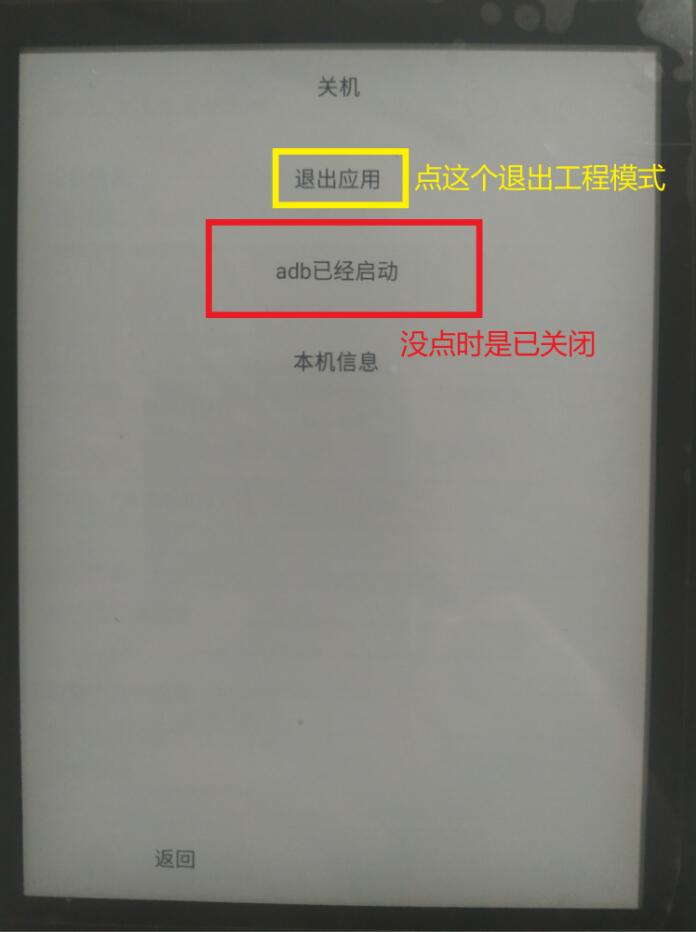 关机
退出应用
点这个退出工程模式
adb已经启动
没点时是已关闭
本机信息
返回